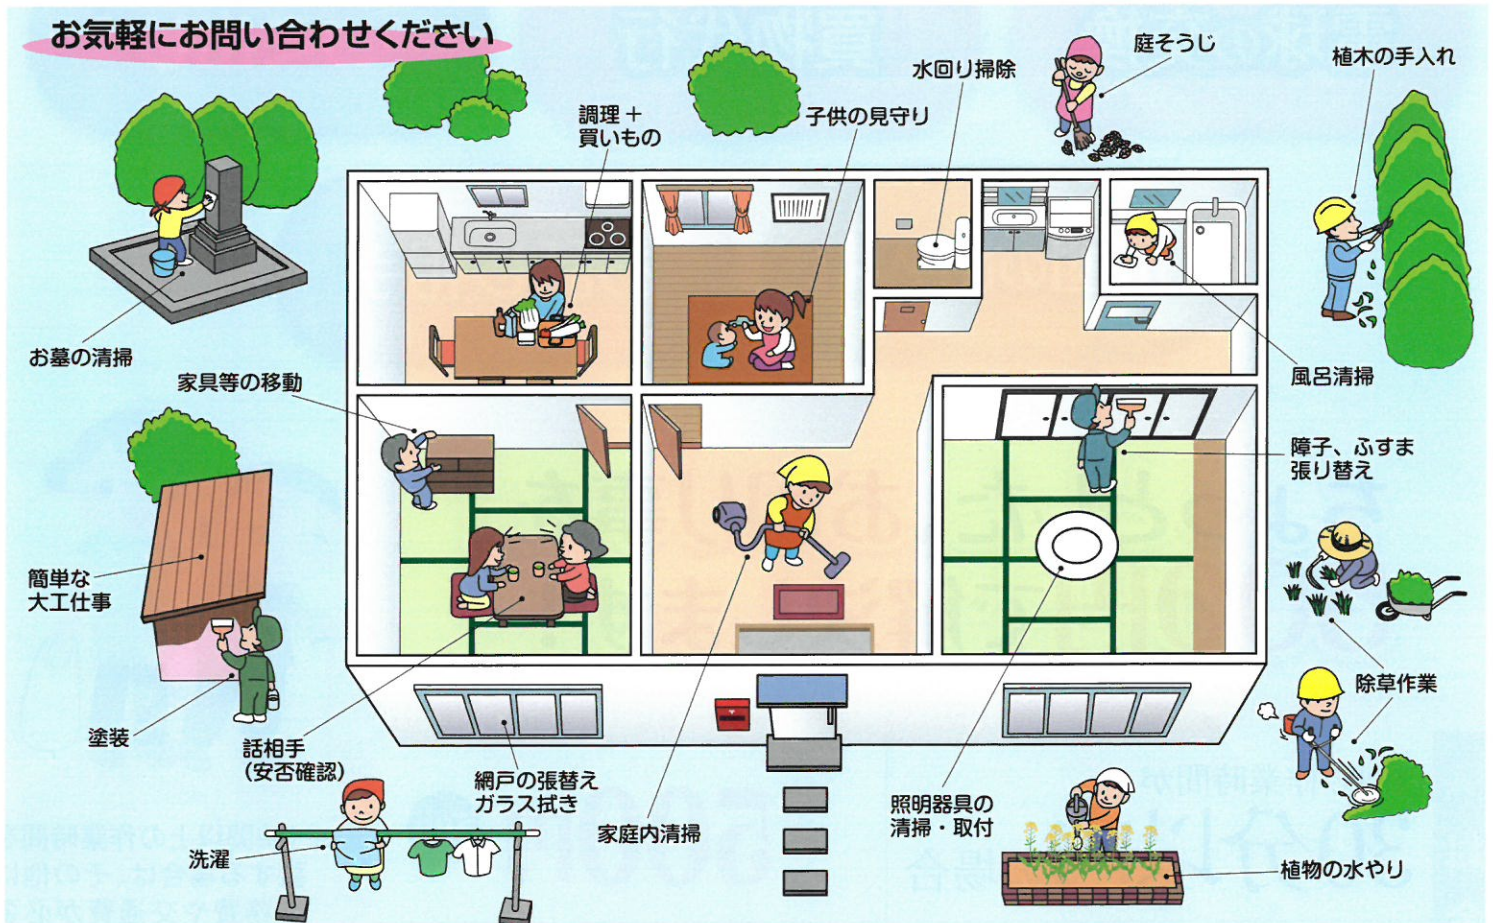 お気軽にお問い合わせください
庭そうじ
植木の手入れ
水回り掃除
調理＋
買いもの
子供の見守り
お墓の清掃
家具等の移動
風呂清掃
障子、ふすま
張り替え
簡単な
大工仕事
除草作業
塗装
話相手
（安否確認）
網戸の張替え
ガラス拭き
家庭内清掃
照明器具の
清掃・取付
洗濯
植物の水やり